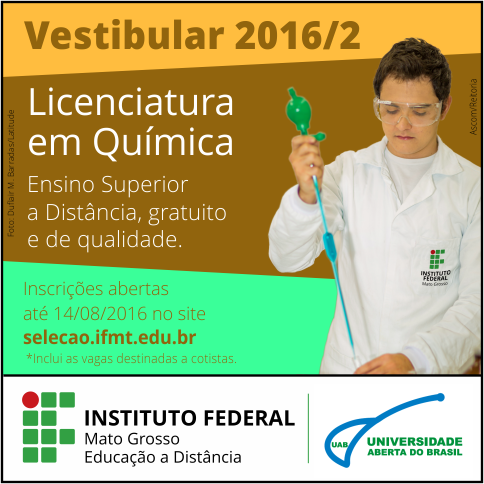 Vestibular 2016/2
Licenciatura
em Química
Ensino Superior
a Distância, gratuito
e de qualidade.
Inscrições abertas
até 14/08/2016 no site
selecao.ifmt.edu.br
*Inclui as vagas destinadas a cotistas.
Foto: Duflair M. Barradas/Latitude
Ascom/Reitoria
INSTITUTO
FEDERAL
Mato Grosso
INSTITUTO FEDERAL
Mato Grosso
Educação a Distância
UAB
UNIVERSIDADE
ABERTA DO BRASIL